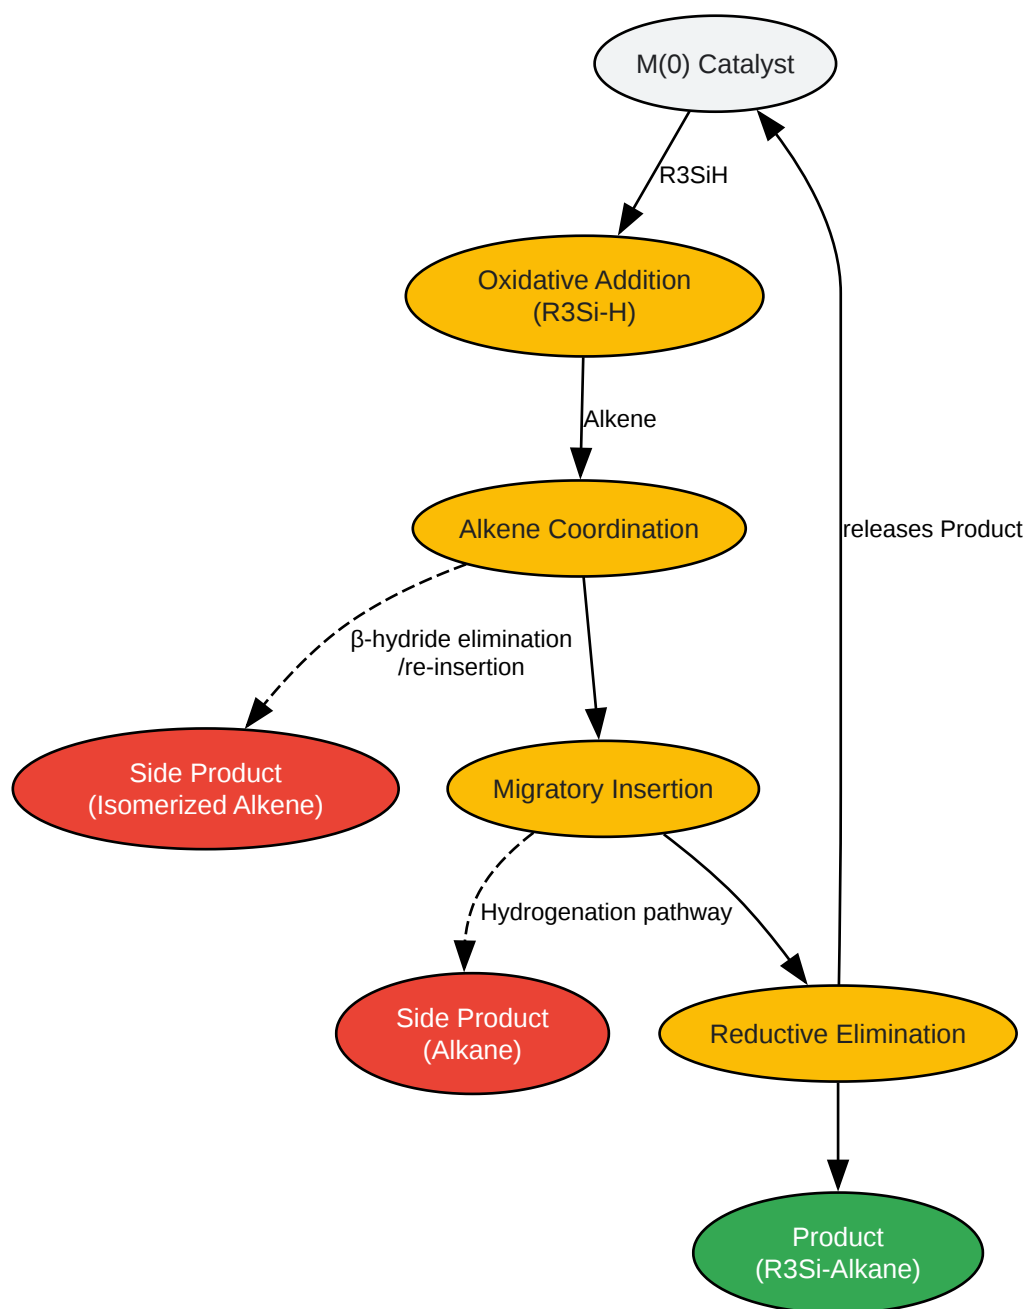 M(0) Catalyst
R3SiH
Oxidative Addition
(R3Si-H)
Alkene
Alkene Coordination
releases Product
β-hydride elimination
/re-insertion
Side Product
(Isomerized Alkene)
Migratory Insertion
Hydrogenation pathway
Side Product
(Alkane)
Reductive Elimination
Product
(R3Si-Alkane)